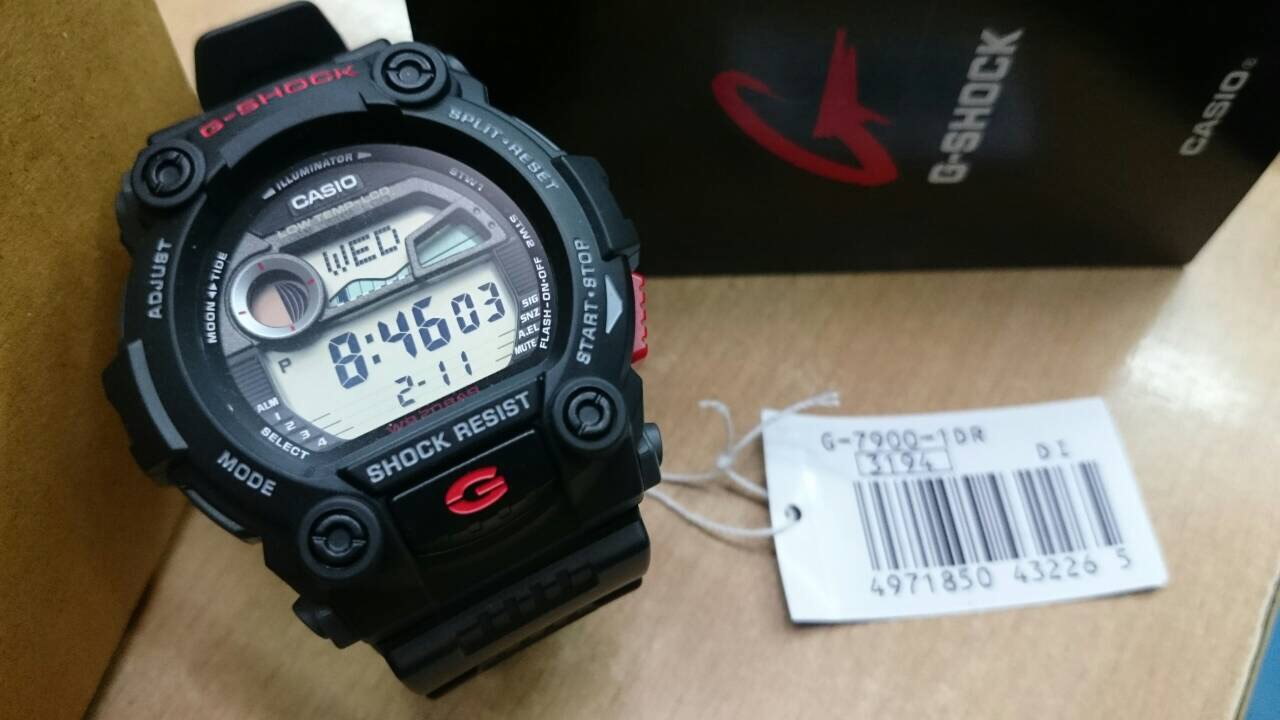 G-SHOCK
SPLIT·RESET
ADJUST
START·STOP
MODE
SHOCK RESIST
G
ILLUMINATOR
CASIO
LOW-TEMP-LCD
STW1
STW2
MOON TIDE
FLASH-ON·OFF
SIG
SNZ
A.EL
MUTE
WED
P 8:46 03
2-11
ALM
1 2 3 4
SELECT
WR20BAR
G-SHOCK
CASIO
G-7900-1DR
3194 DI
4971850 43226 5